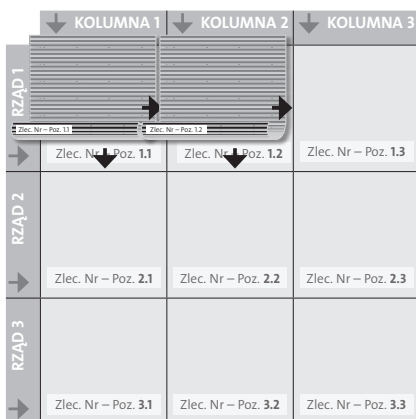 KOLUMNA 1 KOLUMNA 2 KOLUMNA 3
RZĄD 1
Zlec. Nr – Poz. 1.1 Zlec. Nr – Poz. 1.2
Zlec. Nr – Poz. 1.1 Zlec. Nr – Poz. 1.2 Zlec. Nr – Poz. 1.3
RZĄD 2
Zlec. Nr – Poz. 2.1 Zlec. Nr – Poz. 2.2 Zlec. Nr – Poz. 2.3
RZĄD 3
Zlec. Nr – Poz. 3.1 Zlec. Nr – Poz. 3.2 Zlec. Nr – Poz. 3.3